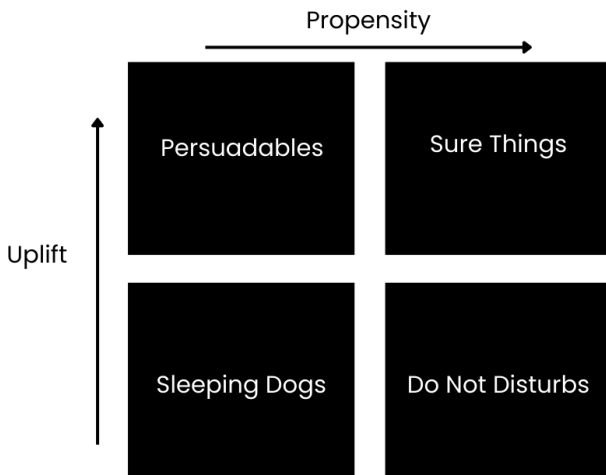 Propensity
Persuadables
Sure Things
Uplift
Sleeping Dogs
Do Not Disturbs